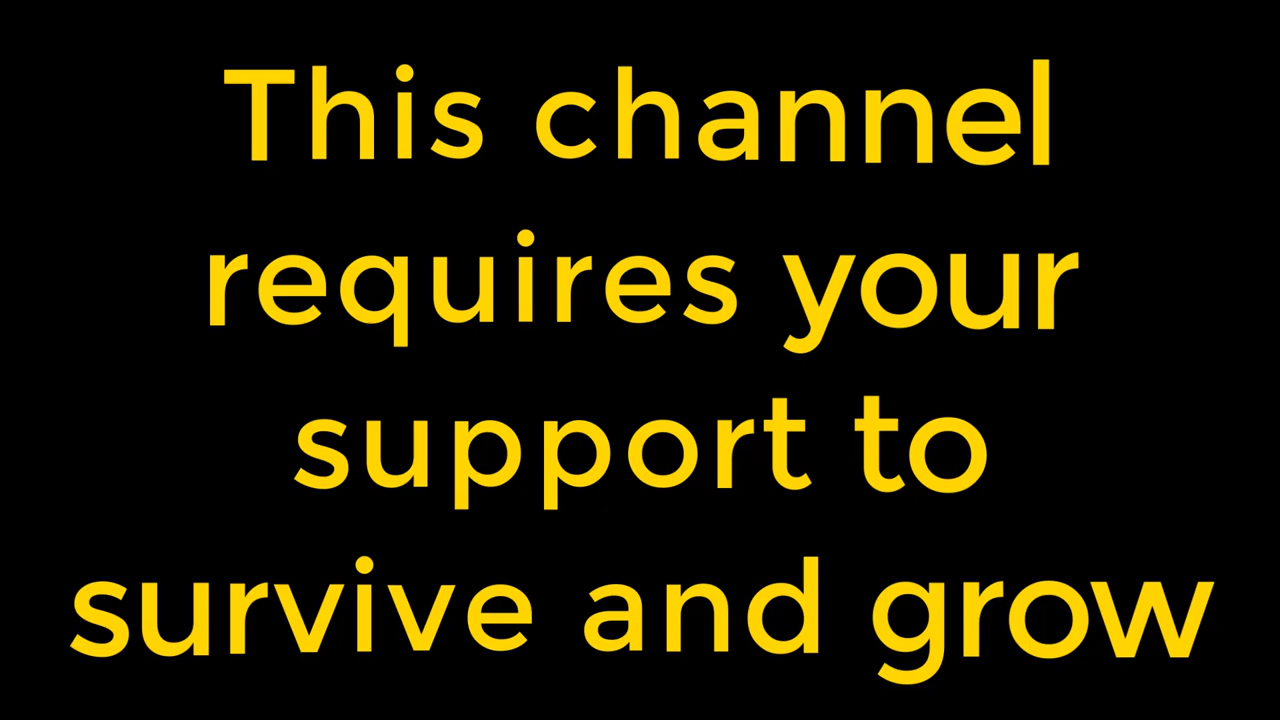 This channel
requires your
support to
survive and grow